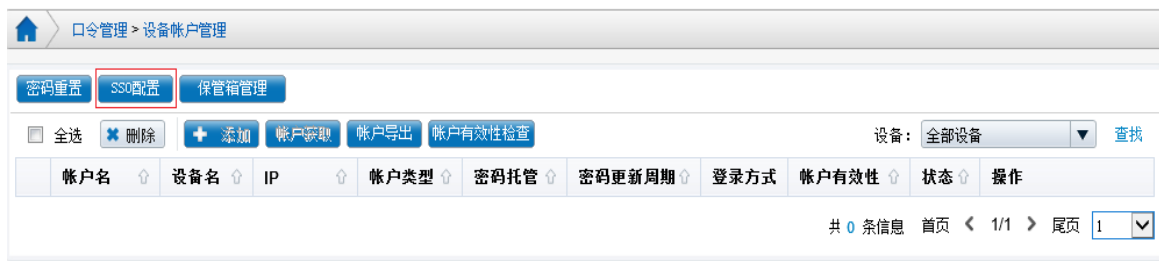 口令管理 > 设备帐户管理
密码重置 SSO配置 保管箱管理
全选 删除 添加 帐户获取 帐户导出 帐户有效性检查 设备： 全部设备 查找
帐户名 设备名 IP 帐户类型 密码托管 密码更新周期 登录方式 帐户有效性 状态 操作
共 0 条信息 首页 1/1 尾页 1